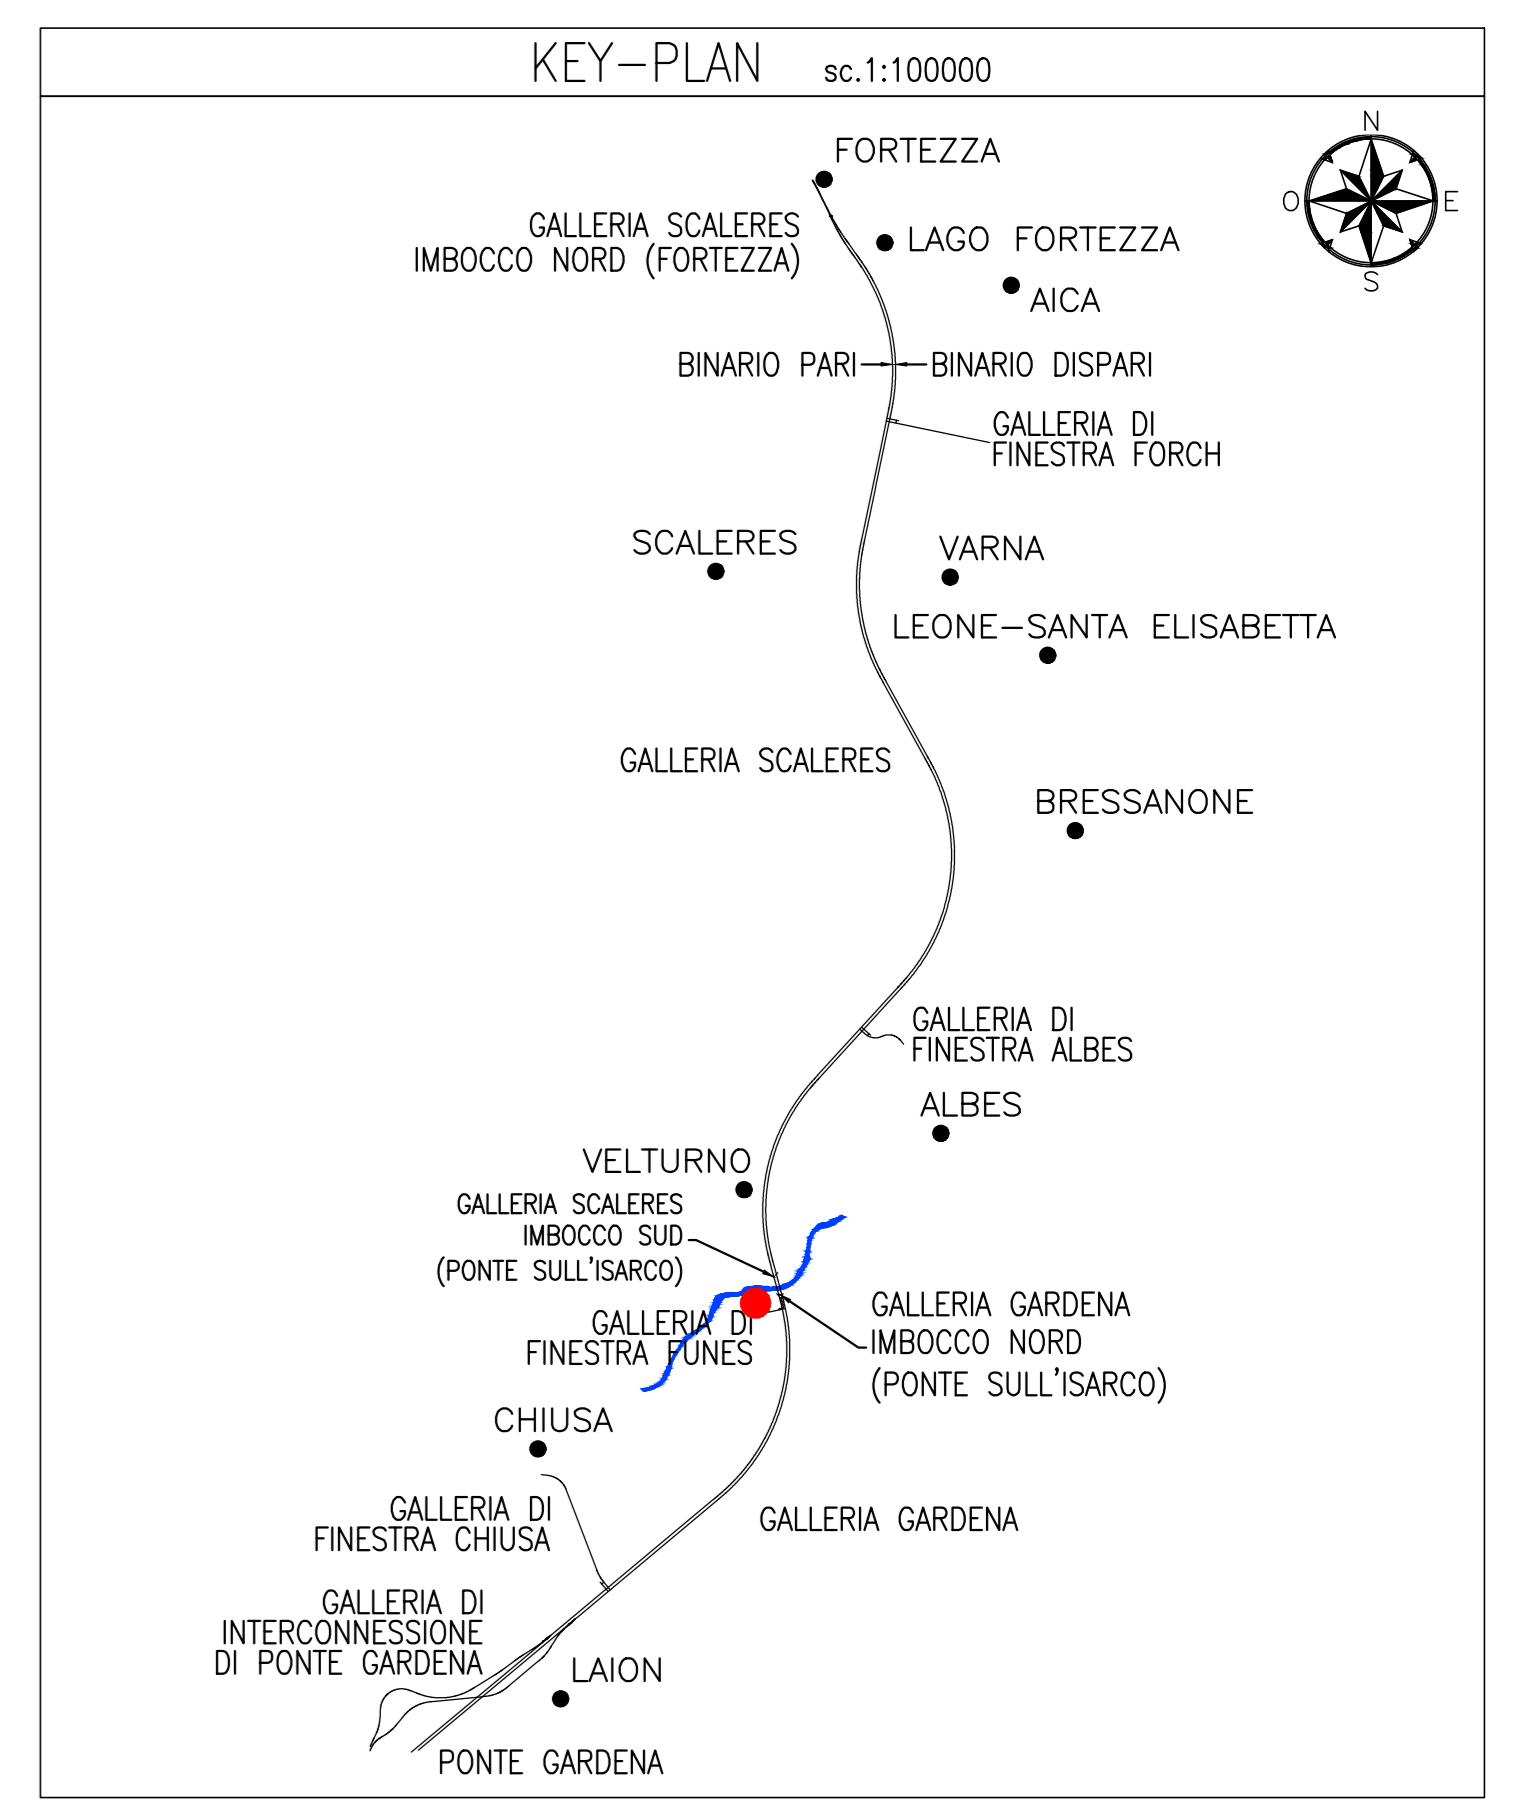 KEY-PLAN sc.1:100000
N
O
E
S
FORTEZZA
GALLERIA SCALERES
IMBOCCO NORD (FORTEZZA)
LAGO FORTEZZA
AICA
BINARIO PARI
BINARIO DISPARI
GALLERIA DI
FINESTRA FORCH
SCALERES
VARNA
LEONE-SANTA ELISABETTA
GALLERIA SCALERES
BRESSANONE
GALLERIA DI
FINESTRA ALBES
ALBES
VELTURNO
GALLERIA SCALERES
IMBOCCO SUD
(PONTE SULL'ISARCO)
GALLERIA DI
FINESTRA FUNES
GALLERIA GARDENA
IMBOCCO NORD
(PONTE SULL'ISARCO)
CHIUSA
GALLERIA DI
FINESTRA CHIUSA
GALLERIA GARDENA
GALLERIA DI
INTERCONNESSIONE
DI PONTE GARDENA
LAION
PONTE GARDENA